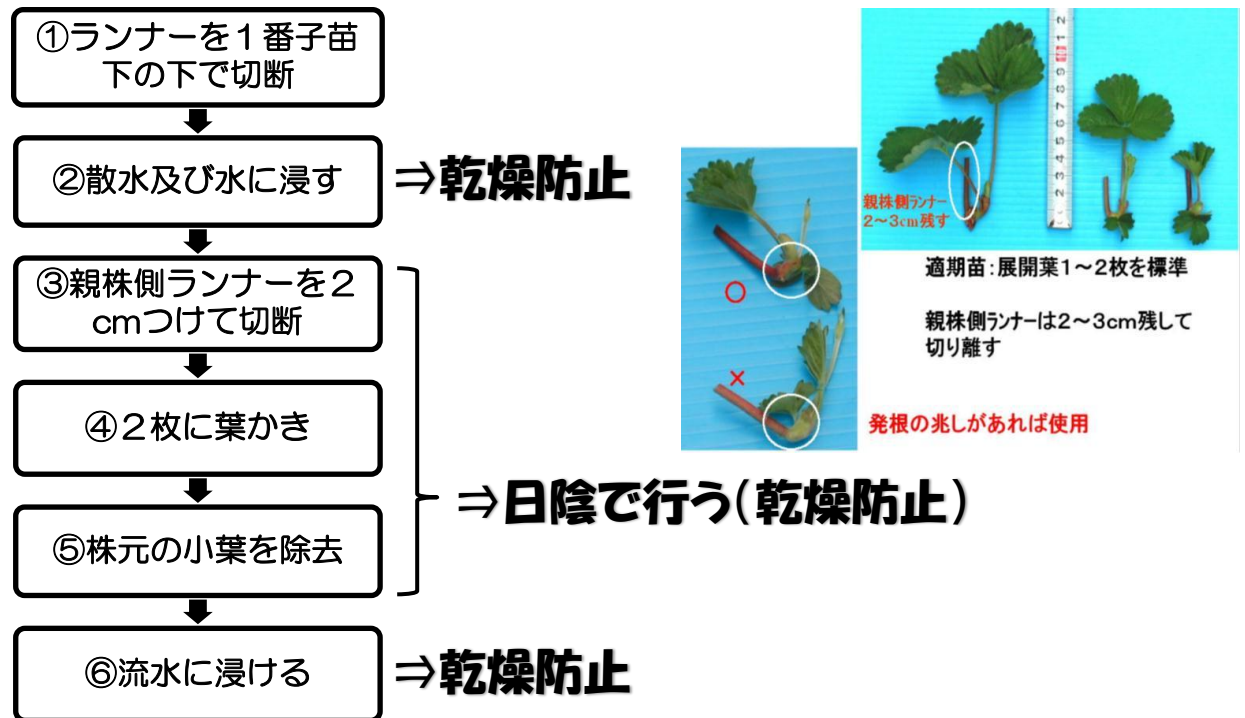 ①ランナーを１番子苗
下の下で切断
②散水及び水に浸す
⇒乾燥防止
③親株側ランナーを２
cmつけて切断
④２枚に葉かき
⑤株元の小葉を除去
⇒日陰で行う(乾燥防止)
⑥流水に浸ける
⇒乾燥防止
○
×
親株側ランナー
2～3cm残す
適期苗：展開葉1～2枚を標準
親株側ランナーは2～3cm残して
切り離す
発根の兆しがあれば使用